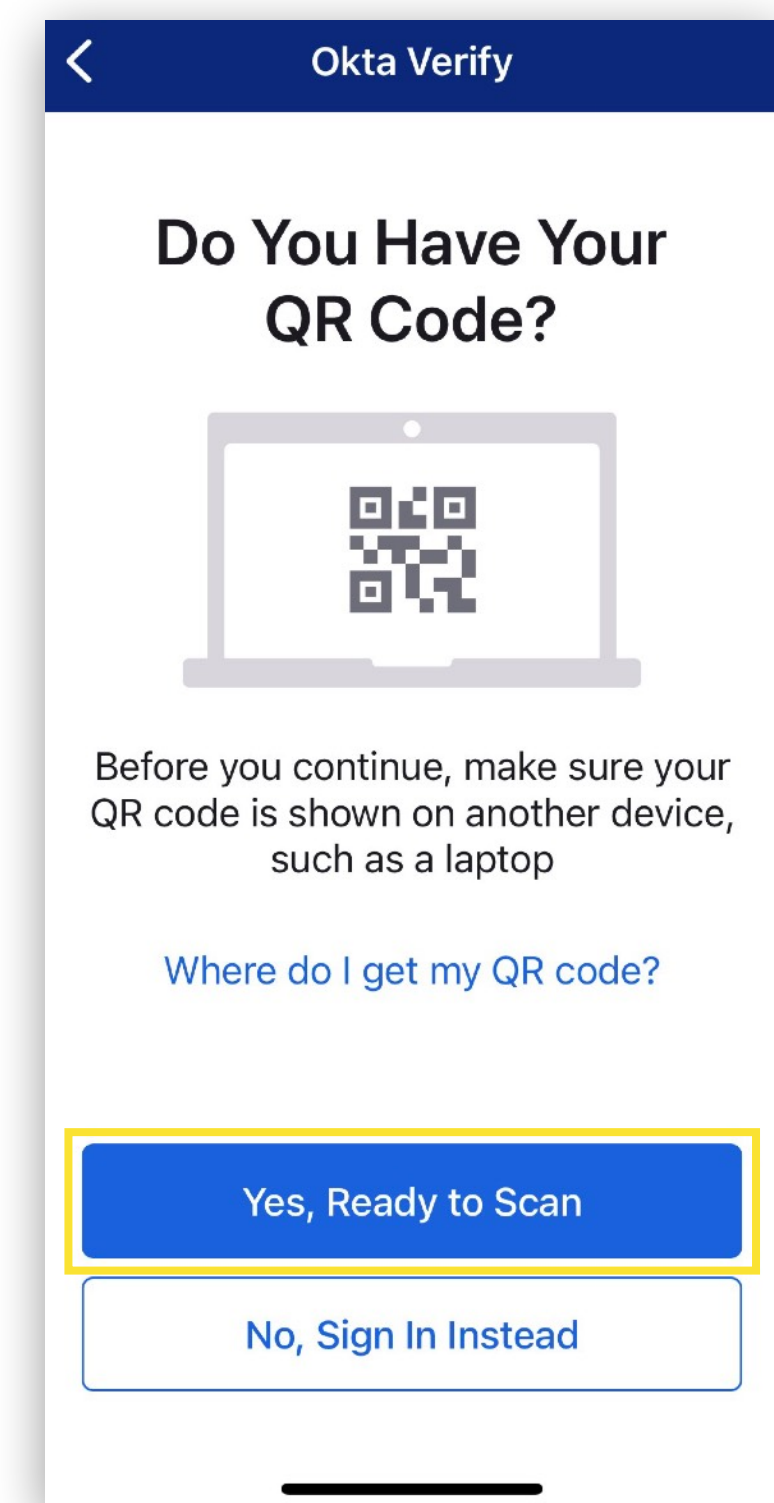 Okta Verify
Do You Have Your
QR Code?
Before you continue, make sure your
QR code is shown on another device,
such as a laptop
Where do I get my QR code?
Yes, Ready to Scan
No, Sign In Instead